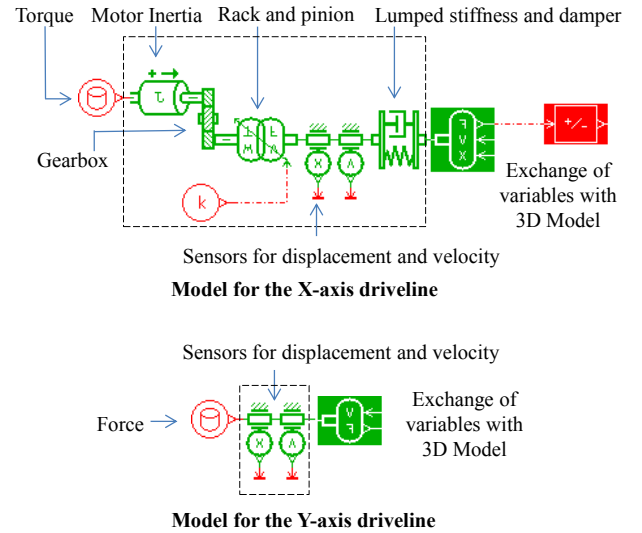 Torque
Motor Inertia
Rack and pinion
Lumped stiffness and damper
Gearbox
k
+/-
Exchange of
variables with
3D Model
Sensors for displacement and velocity
Model for the X-axis driveline
Sensors for displacement and velocity
Force
Exchange of
variables with
3D Model
Model for the Y-axis driveline